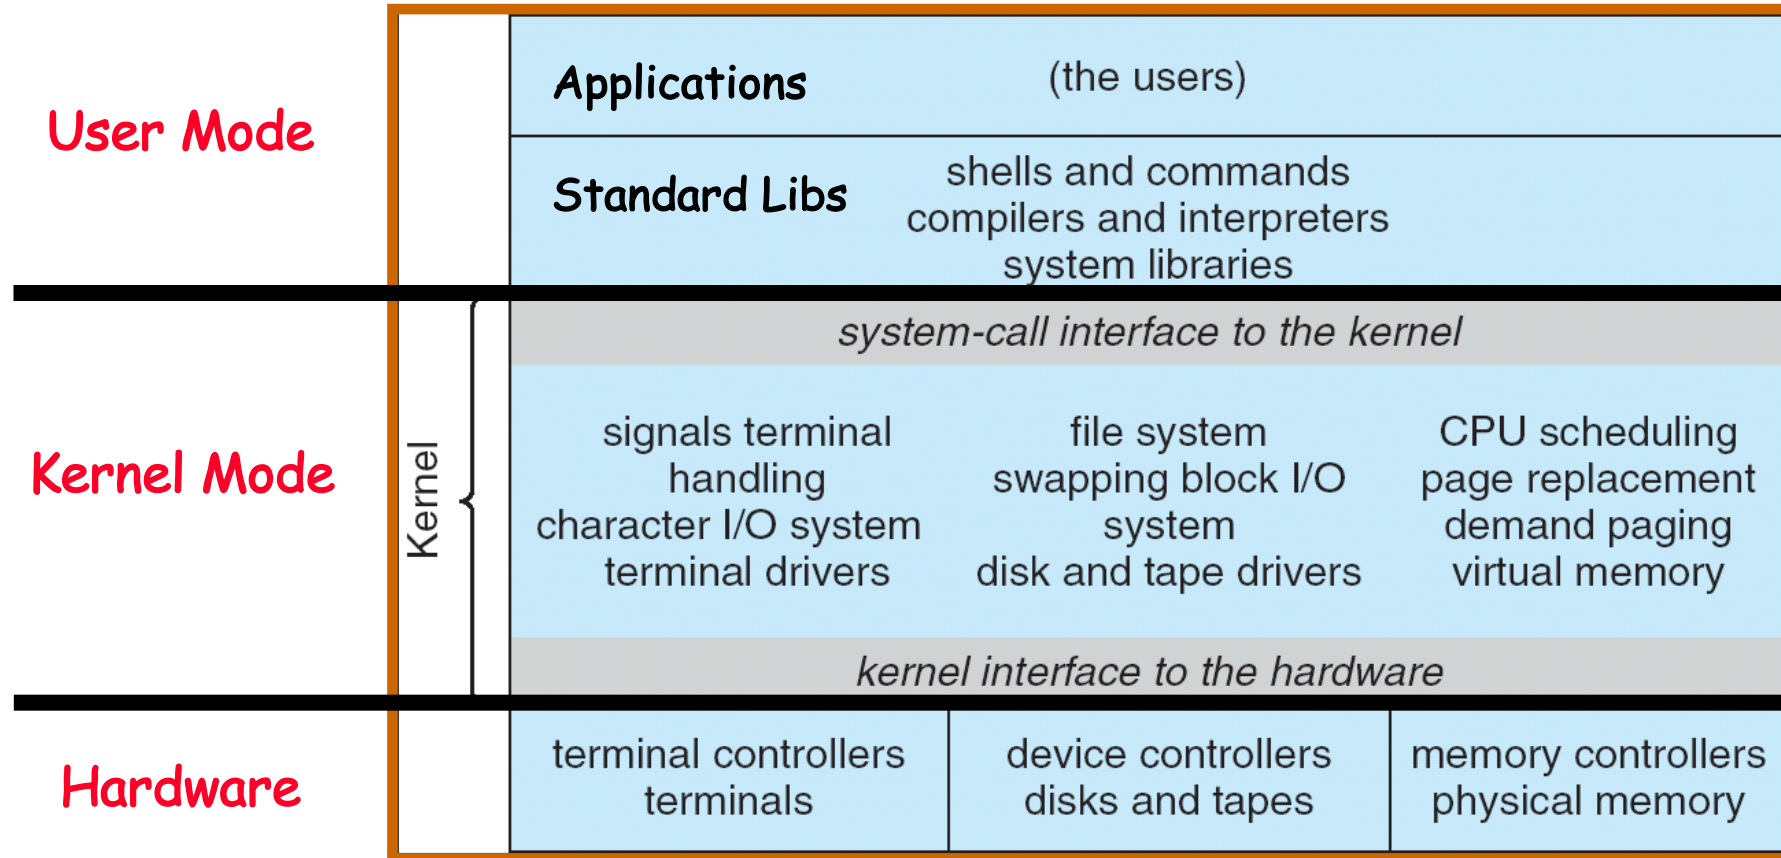 User Mode
Applications
(the users)
Standard Libs
shells and commands
compilers and interpreters
system libraries
Kernel Mode
Kernel
system-call interface to the kernel
signals terminal
handling
character I/O system
terminal drivers
file system
swapping block I/O
system
disk and tape drivers
CPU scheduling
page replacement
demand paging
virtual memory
kernel interface to the hardware
Hardware
terminal controllers
terminals
device controllers
disks and tapes
memory controllers
physical memory